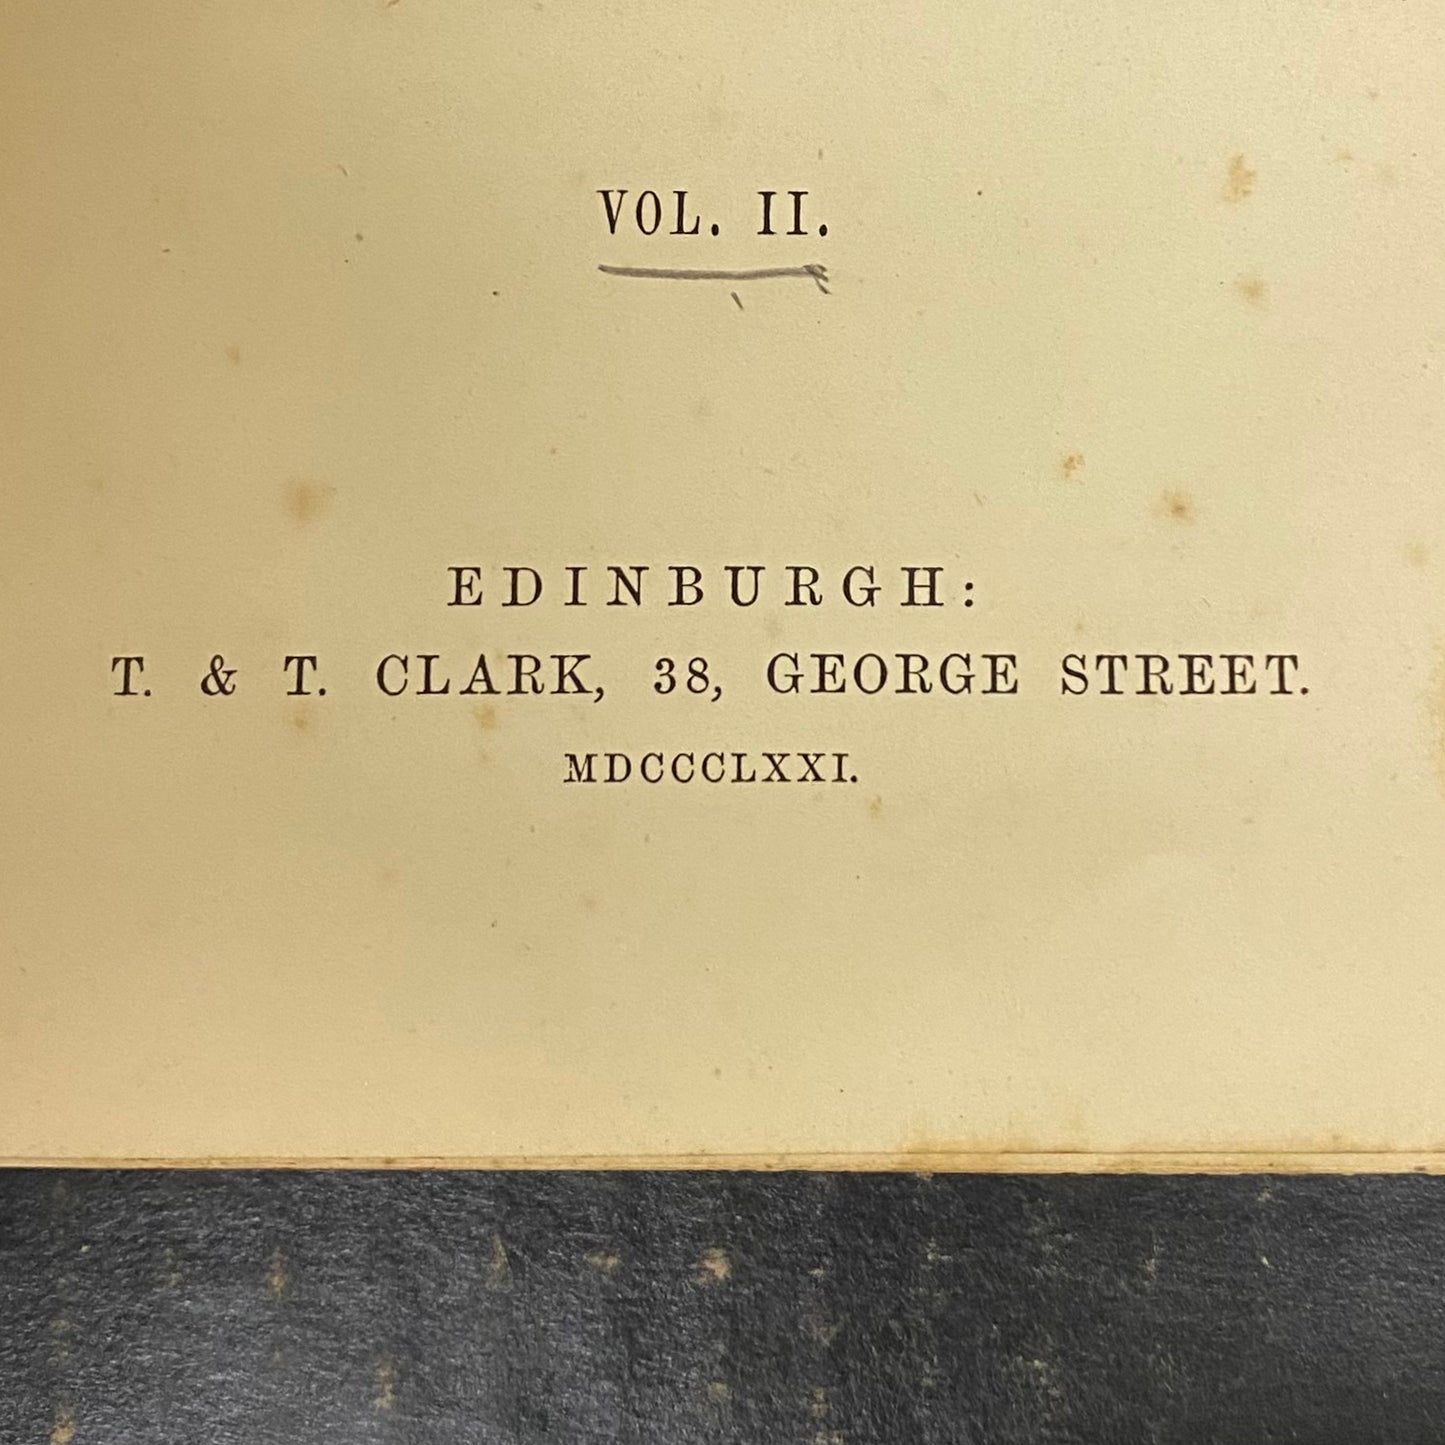 VOL. II.
EDINBURGH:
T. & T. CLARK, 38, GEORGE STREET.
MDCCCLXXI.